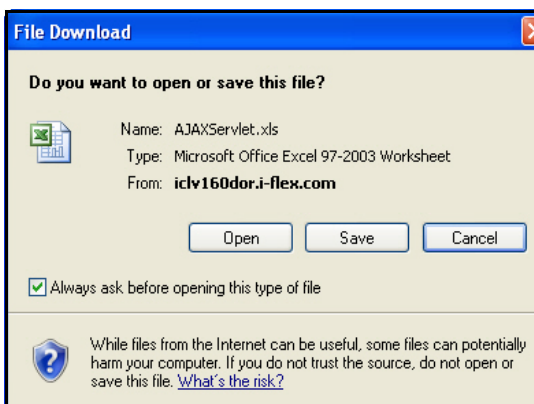 File Download
Do you want to open or save this file?
Name: AJAXServlet.xls
Type: Microsoft Office Excel 97-2003 Worksheet
From: iclv160dor.i-flex.com
Open Save Cancel
Always ask before opening this type of file
While files from the Internet can be useful, some files can potentially
harm your computer. If you do not trust the source, do not open or
save this file. What's the risk?